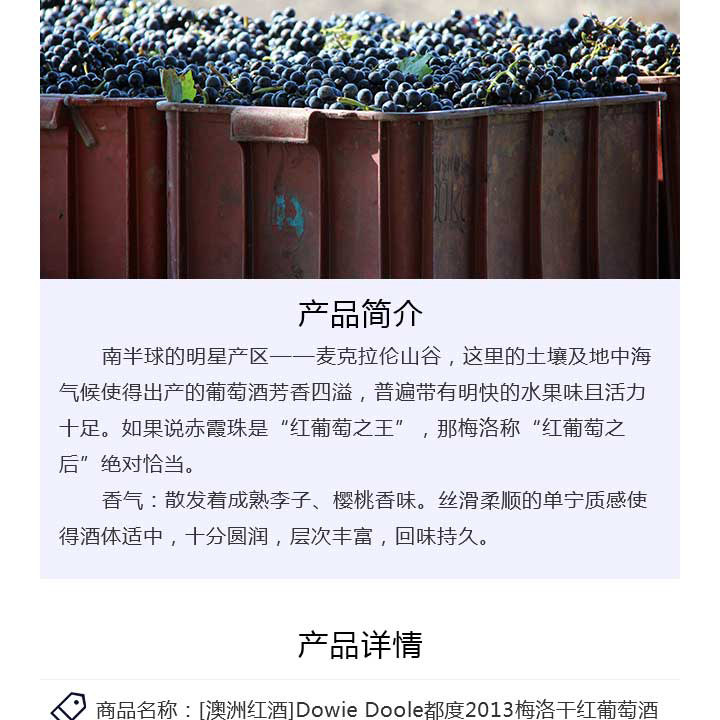 产品简介
南半球的明星产区——麦克拉伦山谷，这里的土壤及地中海
气候使得出产的葡萄酒芳香四溢，普遍带有明快的水果味且活力
十足。如果说赤霞珠是“红葡萄之王”，那梅洛称“红葡萄之
后”绝对恰当。
香气：散发着成熟李子、樱桃香味。丝滑柔顺的单宁质感使
得酒体适中，十分圆润，层次丰富，回味持久。
产品详情
商品名称：[澳洲红酒]Dowie Doole都度2013梅洛干红葡萄酒